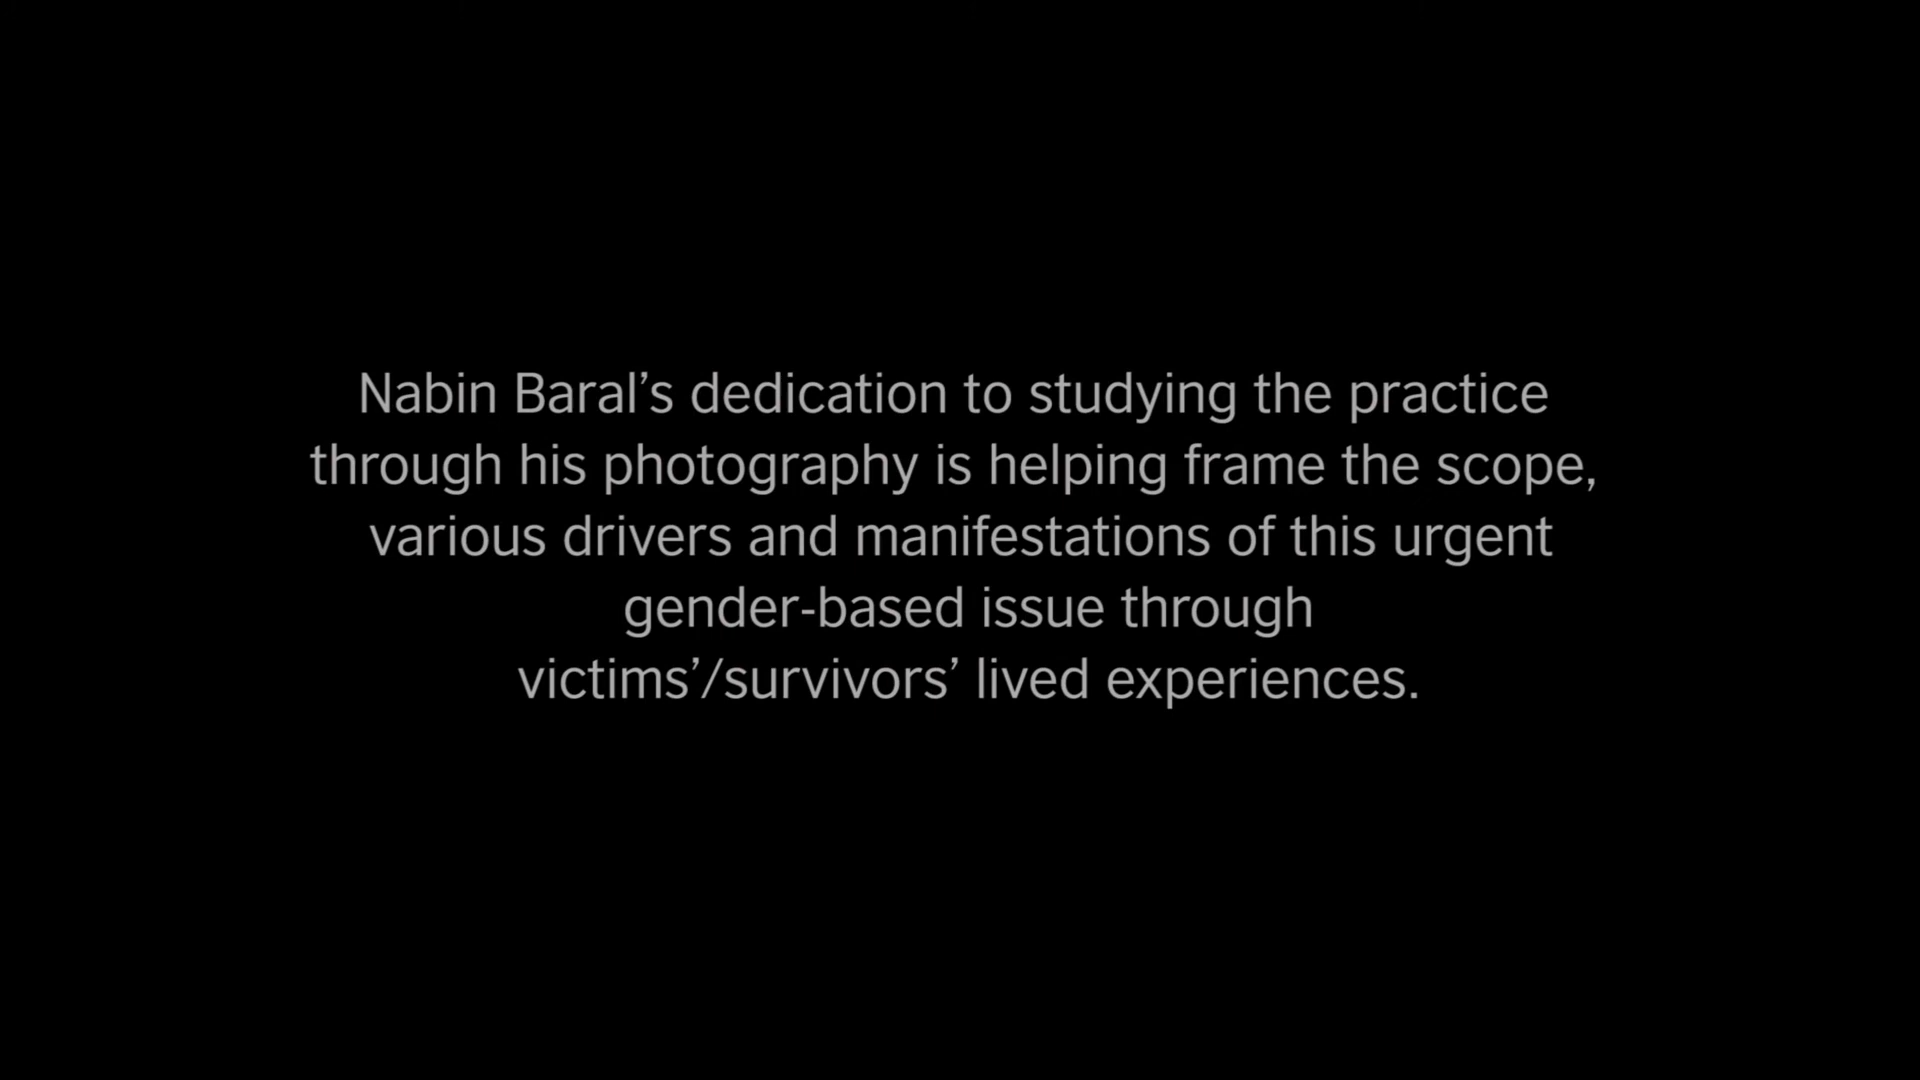 Nabin Baral’s dedication to studying the practice
through his photography is helping frame the scope,
various drivers and manifestations of this urgent
gender-based issue through
victims’/survivors’ lived experiences.